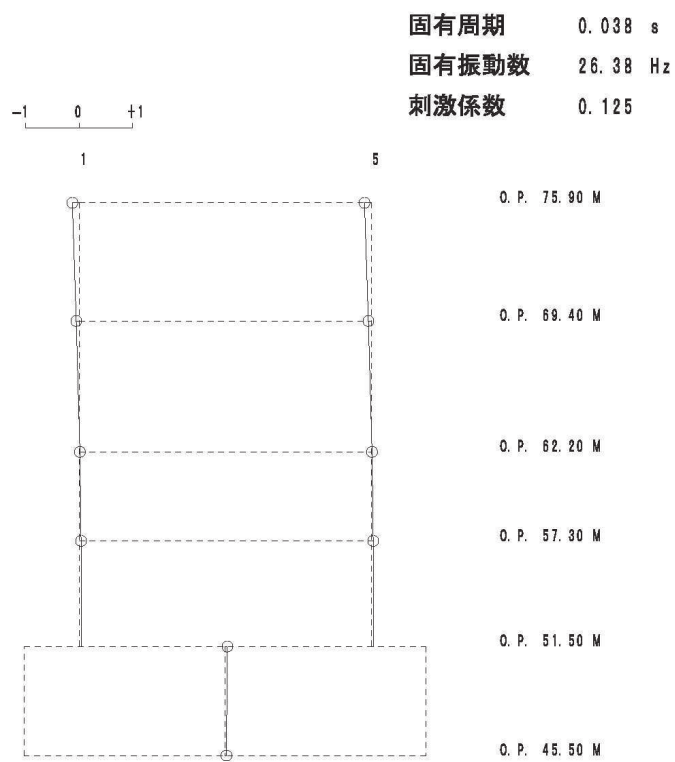 固有周期 0.038 s
固有振動数 26.38 Hz
刺激係数 0.125
-1 0 +1
1 5
O.P. 75.90 M
O.P. 69.40 M
O.P. 62.20 M
O.P. 57.30 M
O.P. 51.50 M
O.P. 45.50 M